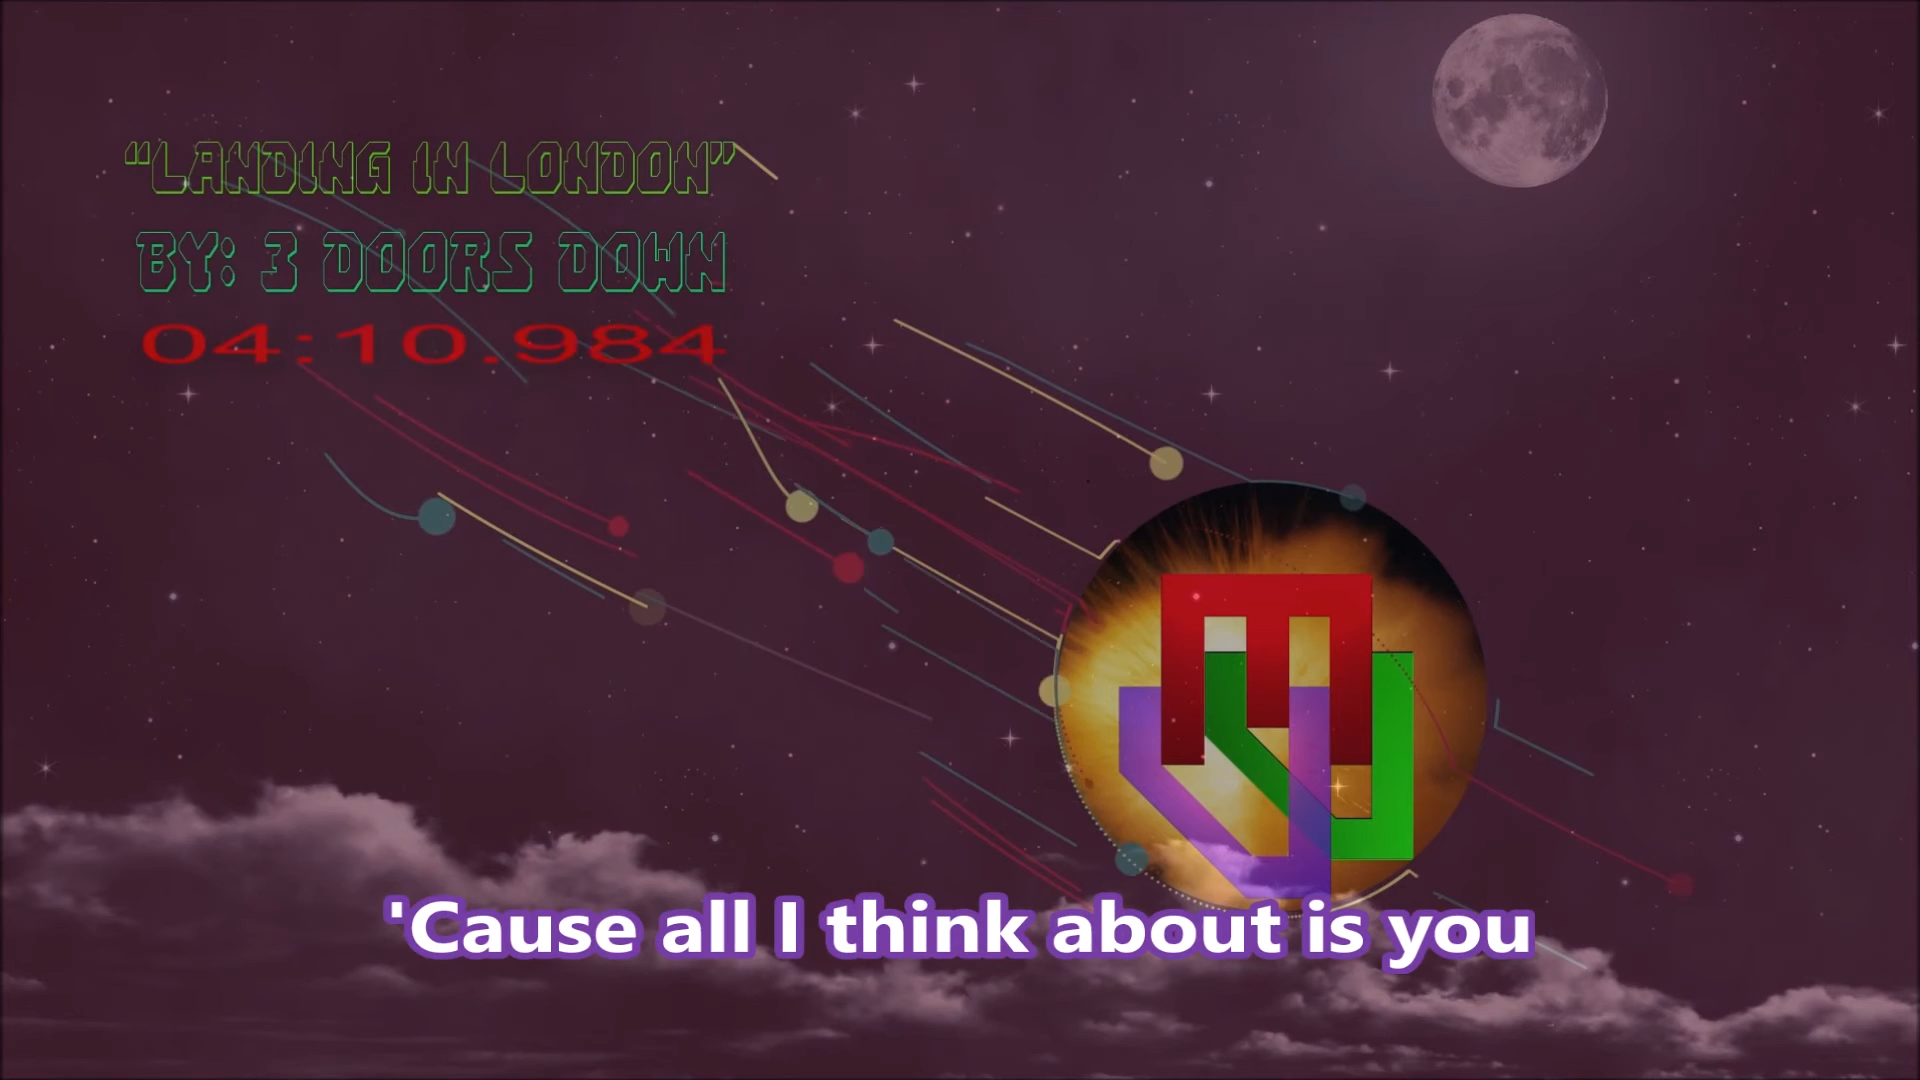 “LANDING IN LONDON”
BY: 3 DOORS DOWN
04:10.984
'Cause all I think about is you